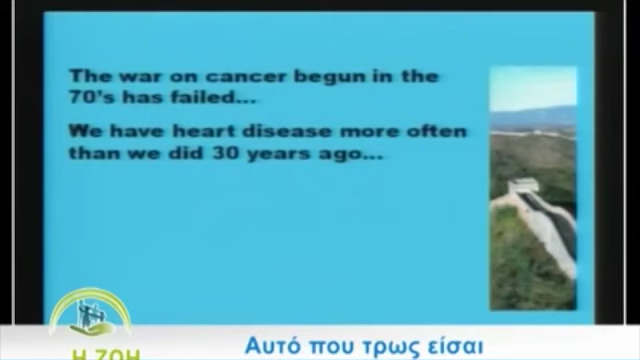 The war on cancer begun in the
70's has failed...
We have heart disease more often
than we did 30 years ago...
Αυτό που τρως είσαι
Η ΖΩΗ